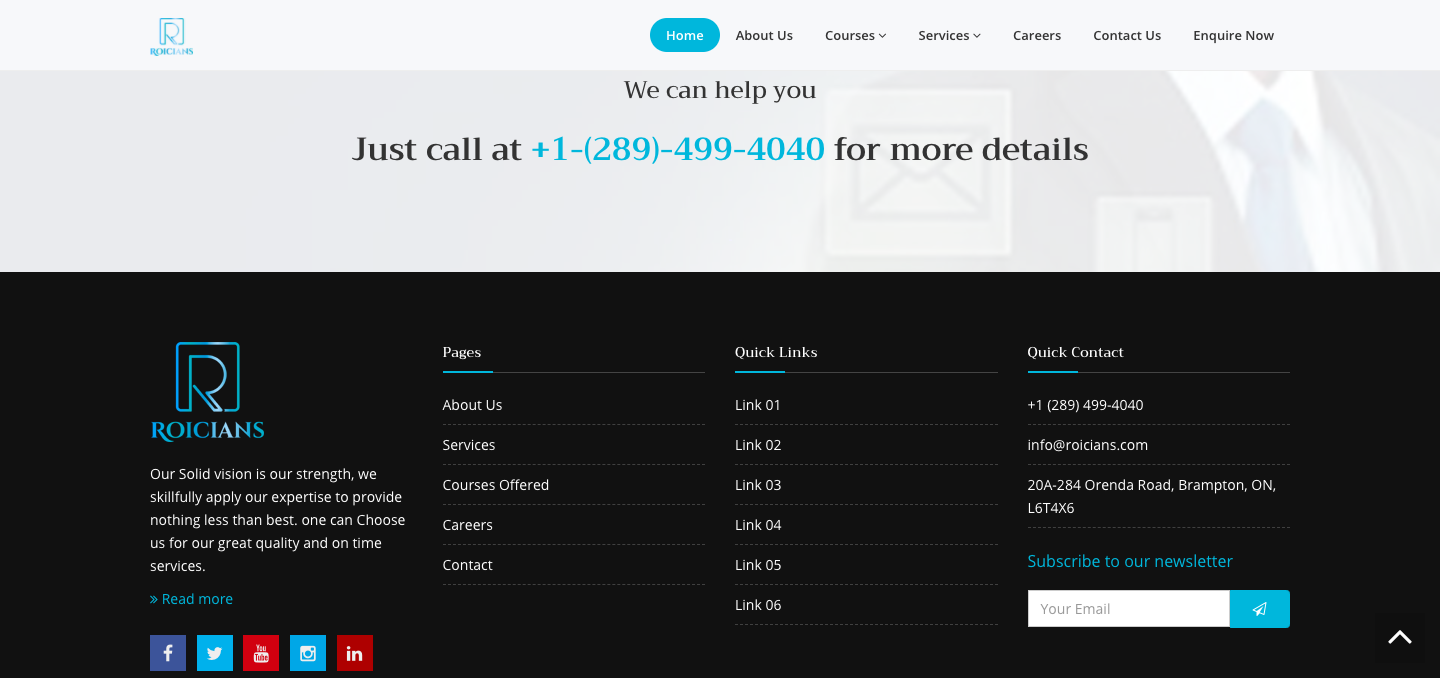 ROICIANS
Home About Us Courses Services Careers Contact Us Enquire Now
We can help you
Just call at +1-(289)-499-4040 for more details
ROICIANS
Our Solid vision is our strength, we
skillfully apply our expertise to provide
nothing less than best. one can Choose
us for our great quality and on time
services.
» Read more
Pages
About Us
Services
Courses Offered
Careers
Contact
Quick Links
Link 01
Link 02
Link 03
Link 04
Link 05
Link 06
Quick Contact
+1 (289) 499-4040
info@roicians.com
20A-284 Orenda Road, Brampton, ON,
L6T4X6
Subscribe to our newsletter
Your Email